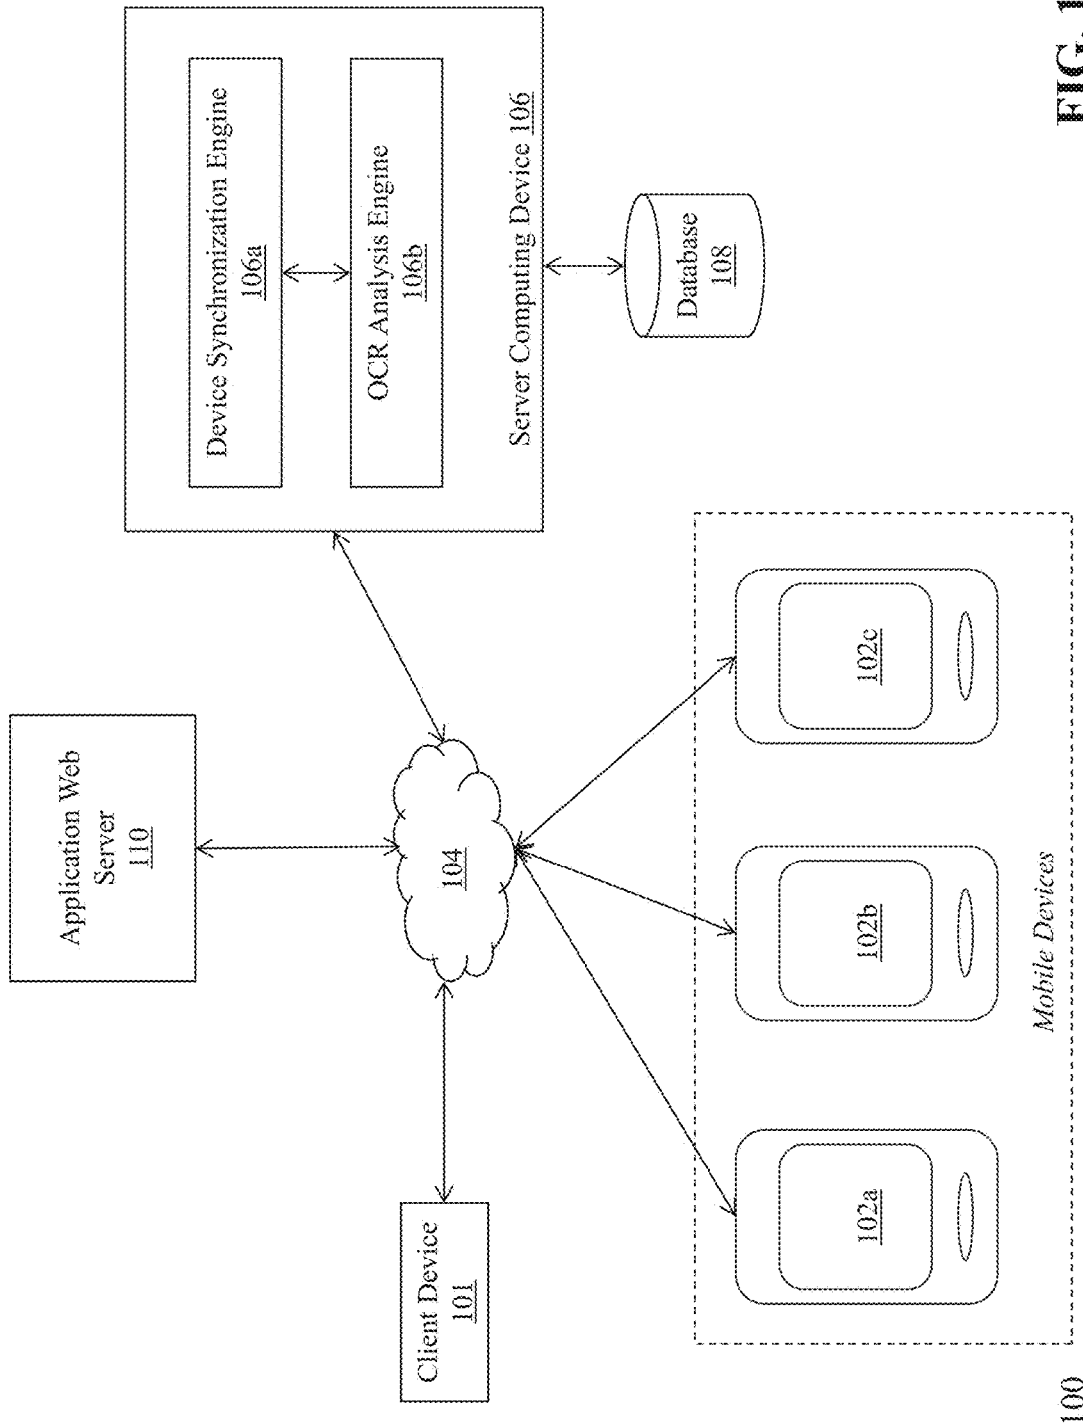 100
Application Web
Server
110
Client Device
101
104
Device Synchronization Engine
106a
OCR Analysis Engine
106b
Server Computing Device 106
Database
108
102a
102b
102c
Mobile Devices
FIG. 1